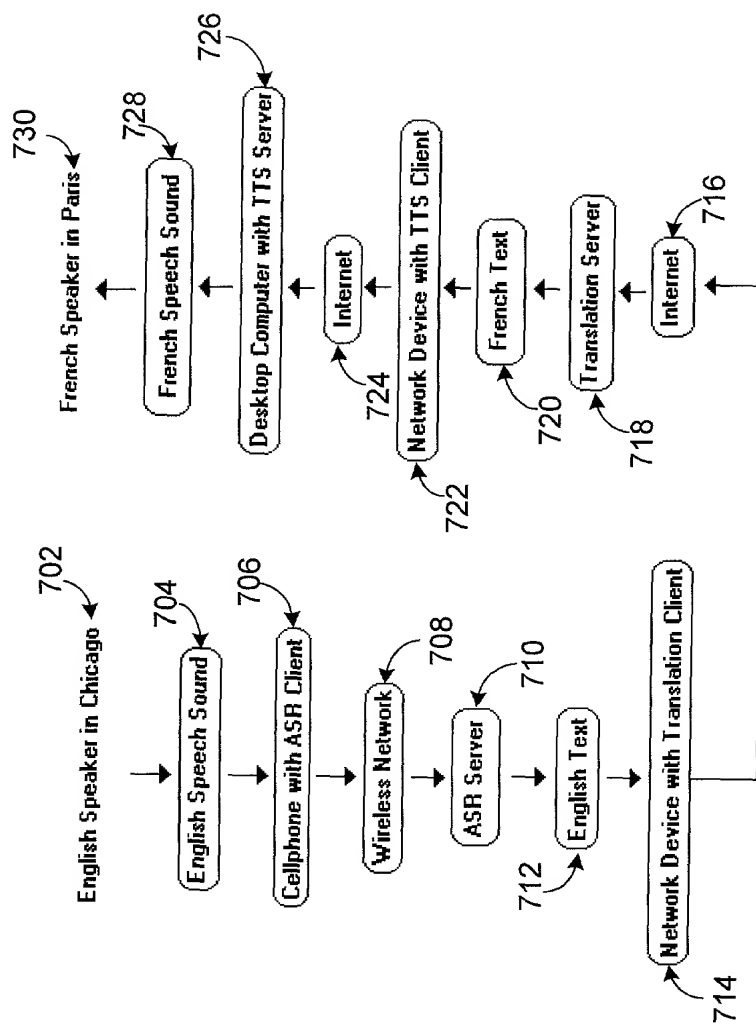 English Speaker in Chicago
702
English Speech Sound
704
Cellphone with ASR Client
706
Wireless Network
708
ASR Server
710
English Text
712
Network Device with Translation Client
714
Internet
716
Translation Server
718
French Text
720
Network Device with TTS Client
722
Internet
724
Desktop Computer with TTS Server
726
French Speech Sound
728
French Speaker in Paris
730